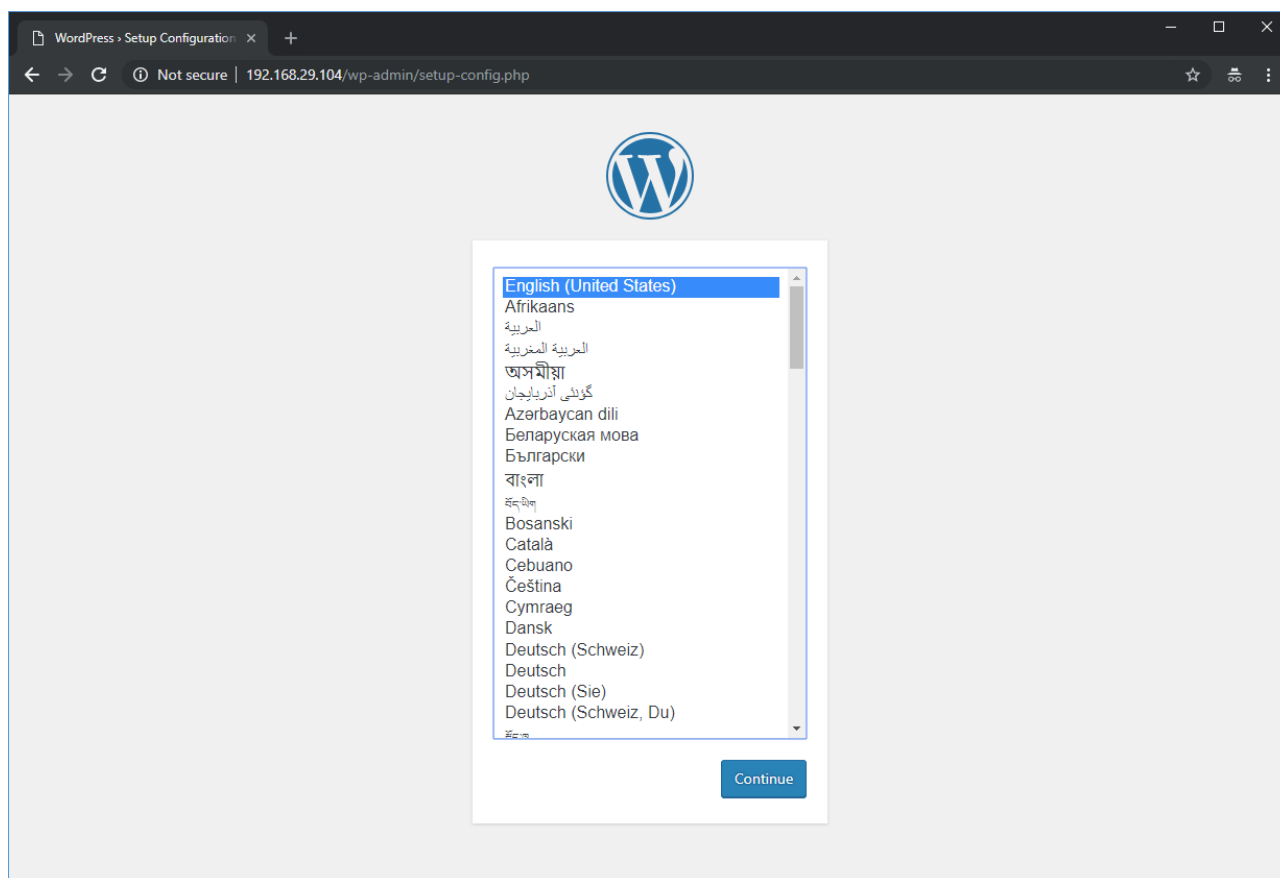 WordPress › Setup Configuration
Not secure | 192.168.29.104/wp-admin/setup-config.php
English (United States)
Afrikaans
العربية
العربية المغربية
অসমীয়া
گؤنئی آذربایجان
Azərbaycan dili
Беларуская мова
Български
বাংলা
བོད་ཡིག
Bosanski
Català
Cebuano
Čeština
Cymraeg
Dansk
Deutsch (Schweiz)
Deutsch
Deutsch (Sie)
Deutsch (Schweiz, Du)
Continue